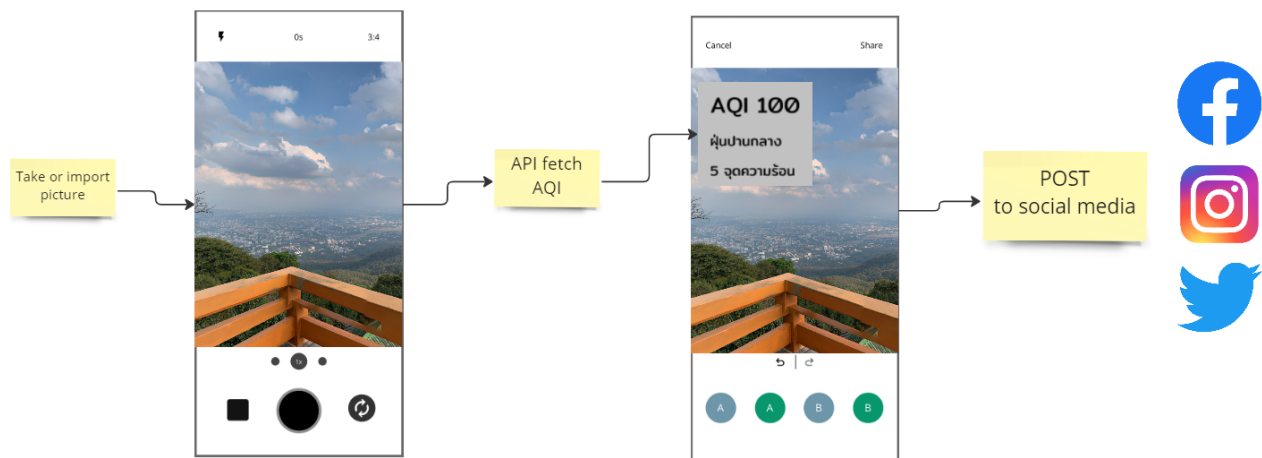 Take or import
picture
0s
3:4
1x
API fetch
AQI
Cancel
Share
AQI 100
ฝุ่นปานกลาง
5 จุดความร้อน
A
A
B
B
POST
to social media